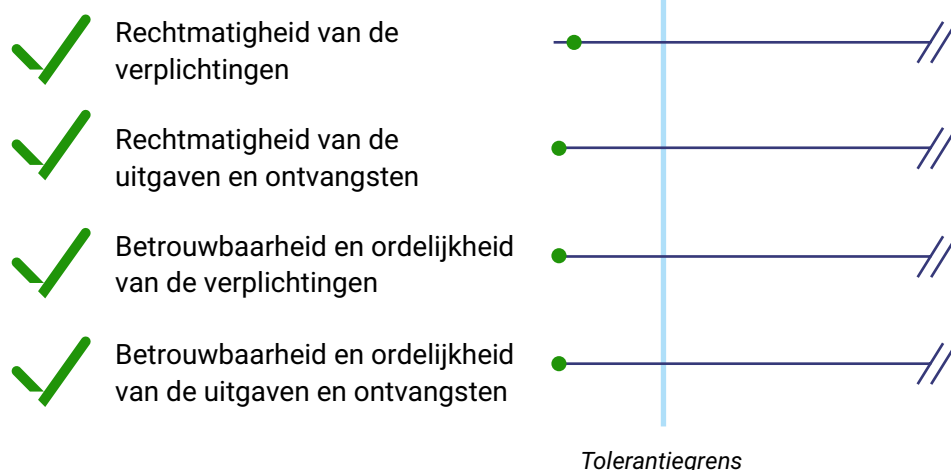 Rechtmatigheid van de
verplichtingen
Rechtmatigheid van de
uitgaven en ontvangsten
Betrouwbaarheid en ordelijkheid
van de verplichtingen
Betrouwbaarheid en ordelijkheid
van de uitgaven en ontvangsten
Tolerantiegrens